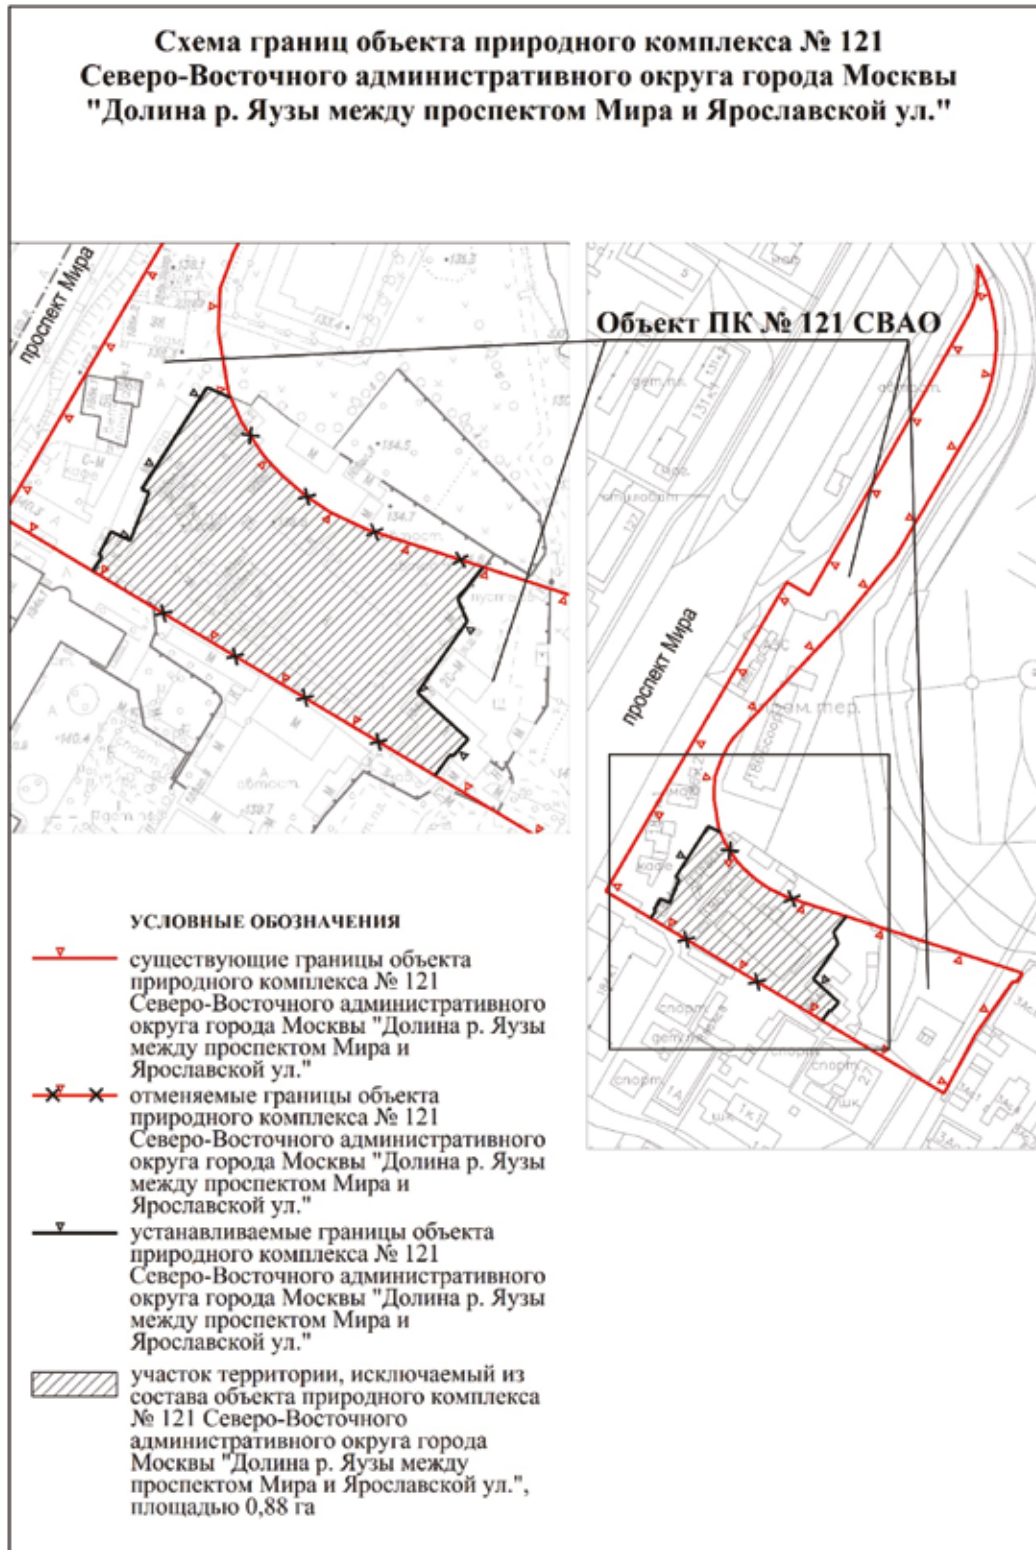 Схема границ объекта природного комплекса № 121
Северо-Восточного административного округа города Москвы
"Долина р. Яузы между проспектом Мира и Ярославской ул."
проспект Мира
Объект ПК № 121 СВАО
проспект Мира
УСЛОВНЫЕ ОБОЗНАЧЕНИЯ
существующие границы объекта
природного комплекса № 121
Северо-Восточного административного
округа города Москвы "Долина р. Яузы
между проспектом Мира и
Ярославской ул."
отменяемые границы объекта
природного комплекса № 121
Северо-Восточного административного
округа города Москвы "Долина р. Яузы
между проспектом Мира и
Ярославской ул."
устанавливаемые границы объекта
природного комплекса № 121
Северо-Восточного административного
округа города Москвы "Долина р. Яузы
между проспектом Мира и
Ярославской ул."
участок территории, исключаемый из
состава объекта природного комплекса
№ 121 Северо-Восточного
административного округа города
Москвы "Долина р. Яузы между
проспектом Мира и Ярославской ул.",
площадью 0,88 га